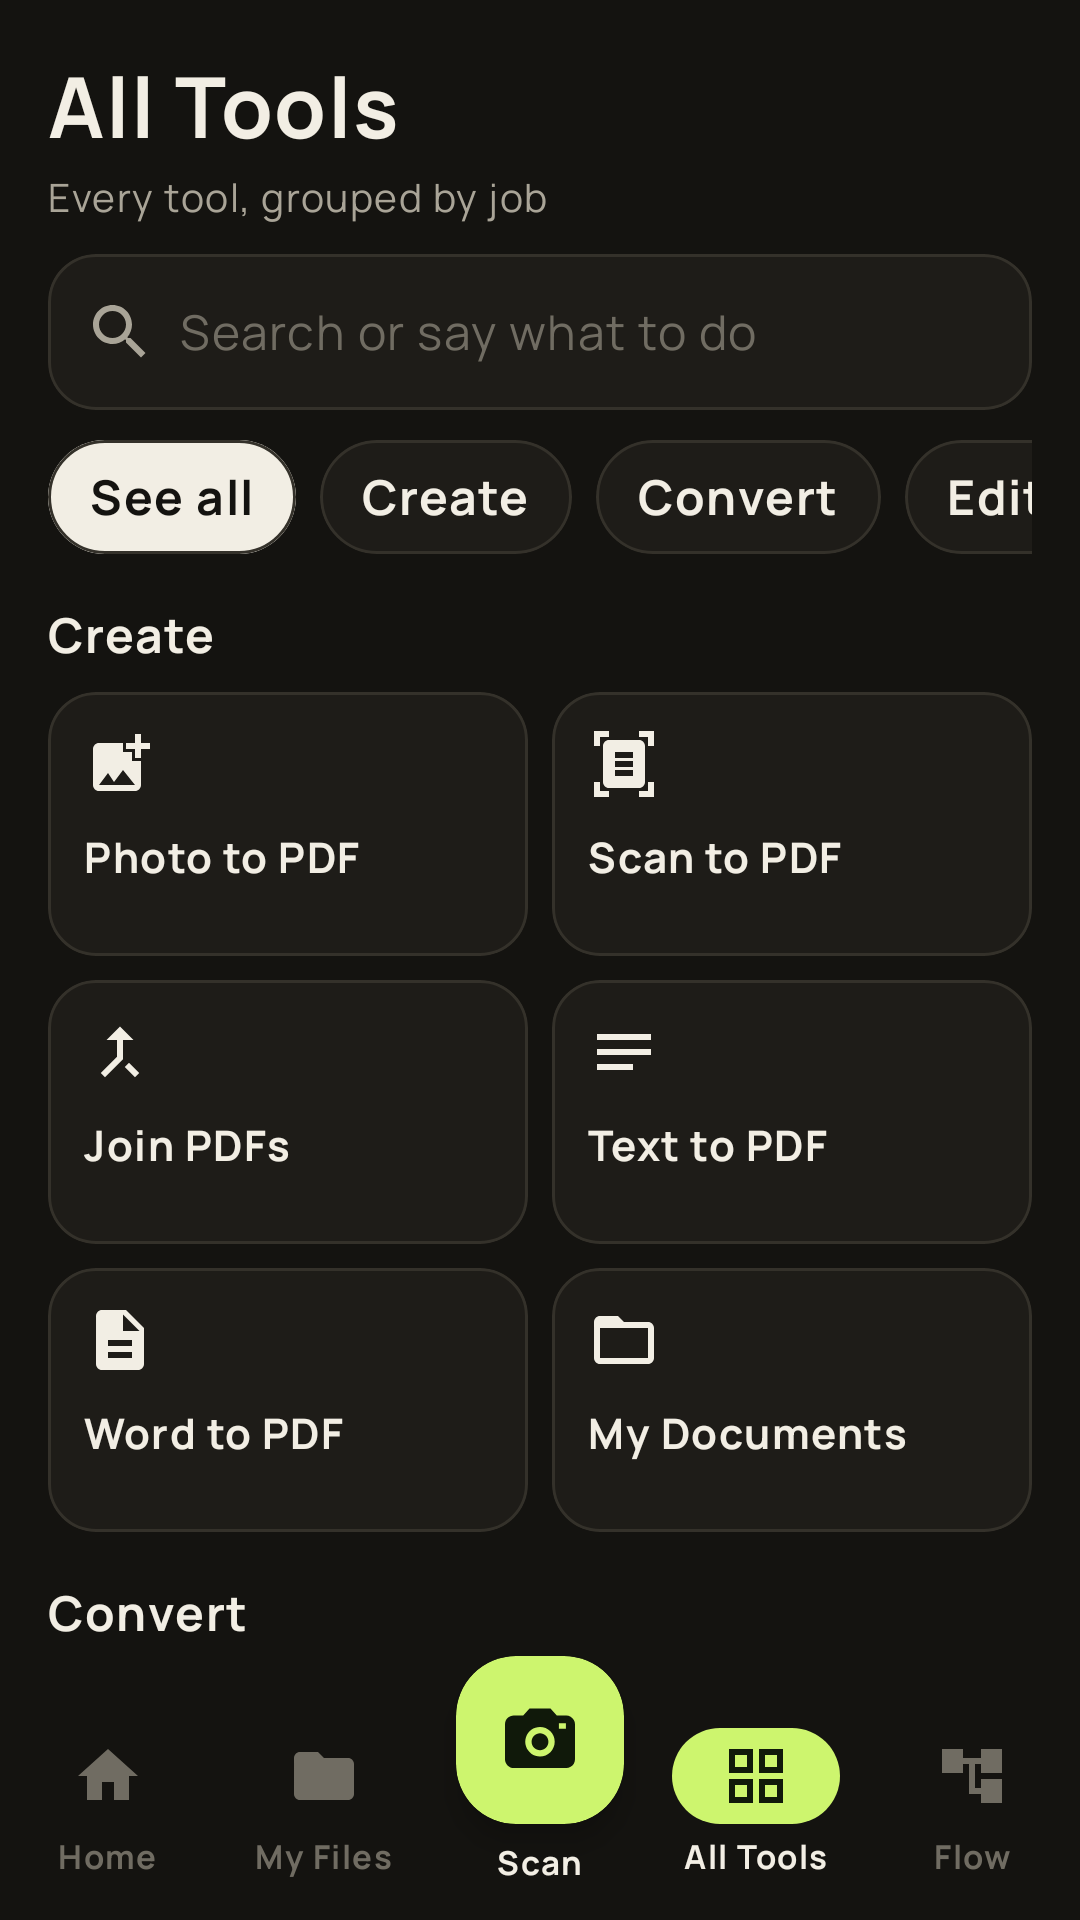 All Tools
Every tool, grouped by job
Search or say what to do
See all Create Convert Edit
Create
Photo to PDF Scan to PDF
Join PDFs Text to PDF
Word to PDF My Documents
Convert
Home My Files Scan All Tools Flow